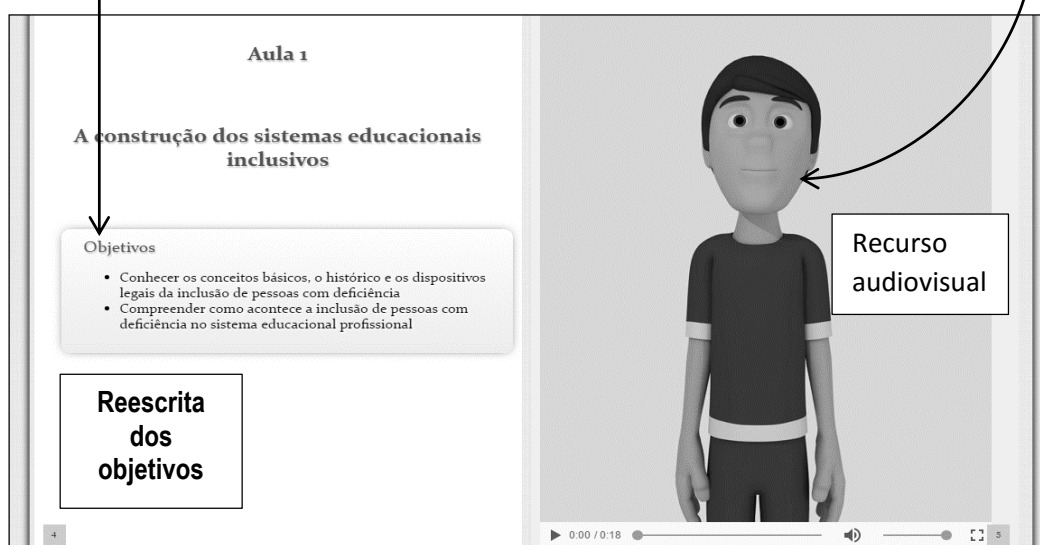 Aula 1
A construção dos sistemas educacionais
inclusivos
Objetivos
• Conhecer os conceitos básicos, o histórico e os dispositivos
legais da inclusão de pessoas com deficiência
• Compreender como acontece a inclusão de pessoas com
deficiência no sistema educacional profissional
Reescrita
dos
objetivos
4
Recurso
audiovisual
0:00 / 0:18
5